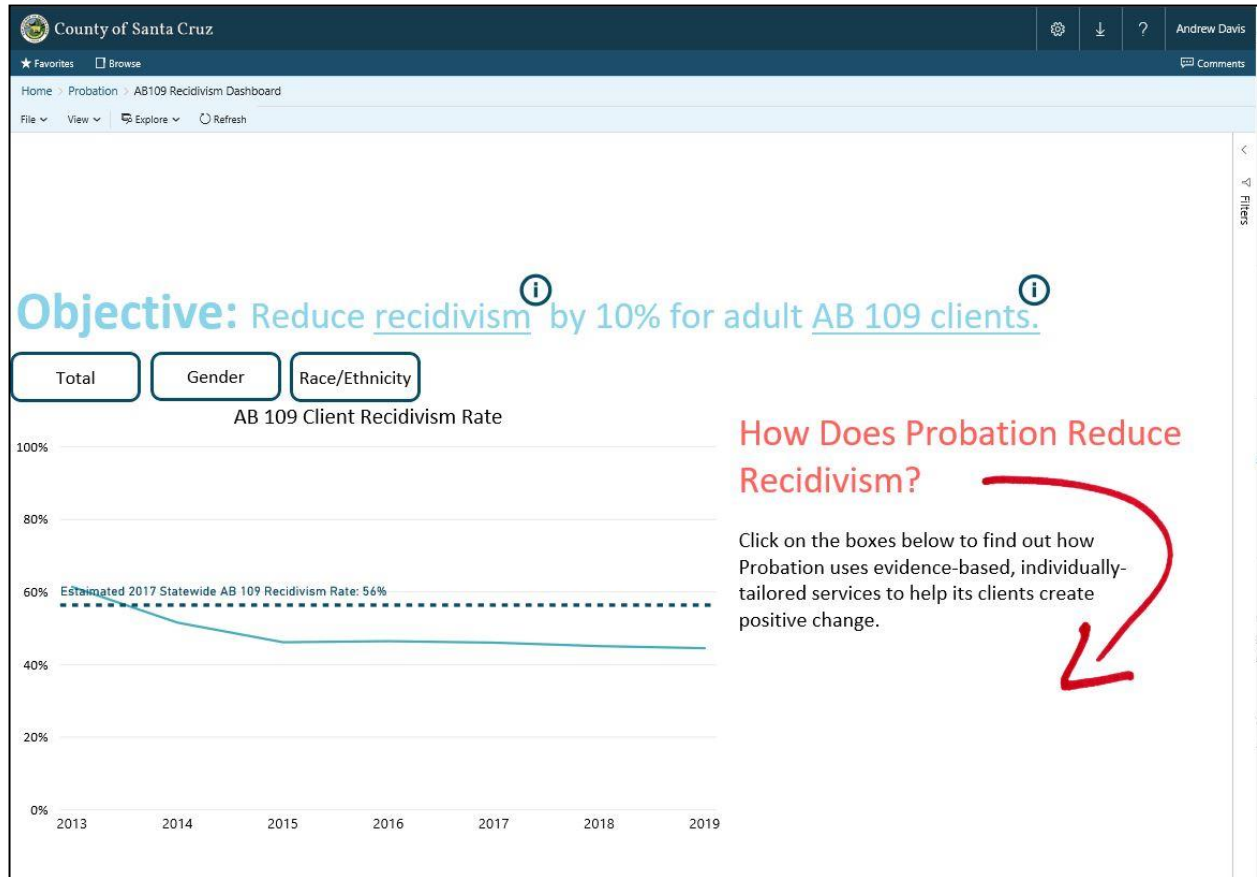 County of Santa Cruz
? Andrew Davis
Favorites Browse
Comments
Home > Probation > AB109 Recidivism Dashboard
File View Explore Refresh
Filters
Objective: Reduce recidivism by 10% for adult AB 109 clients.
Total
Gender
Race/Ethnicity
AB 109 Client Recidivism Rate
100%
80%
60%
Estaimated 2017 Statewide AB 109 Recidivism Rate: 56%
40%
20%
0%
2013 2014 2015 2016 2017 2018 2019
How Does Probation Reduce
Recidivism?
Click on the boxes below to find out how
Probation uses evidence-based, individually-
tailored services to help its clients create
positive change.